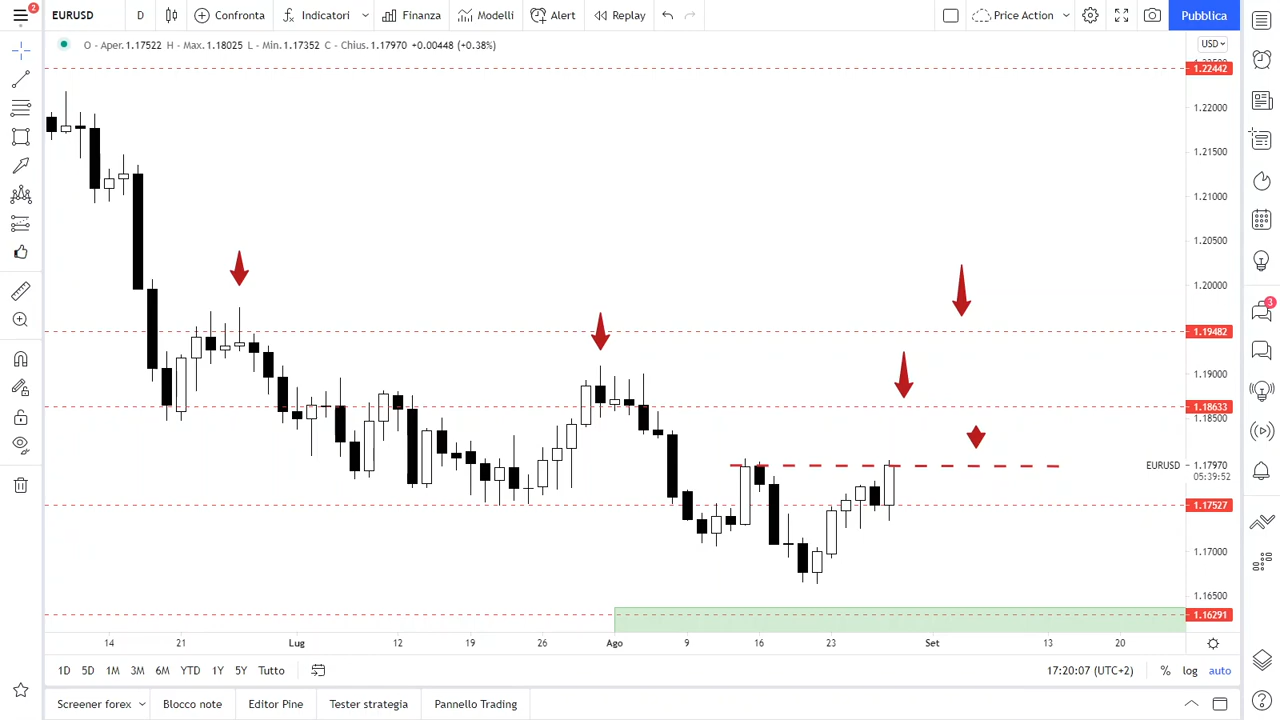 2
EURUSD D Confronta Indicatori Finanza Modelli Alert Replay Price Action Pubblica
O - Aper.1.17522 H - Max.1.18025 L - Min.1.17352 C - Chius.1.17970 +0.00448 (+0.38%)
USD
1.22442
1.22000
1.21500
1.21000
1.20500
1.20000
3
1.19482
1.19000
1.18633
1.18500
EURUSD 1.17970
05:39:52
1.17527
1.17000
1.16500
1.16291
14 21 Lug 12 19 26 Ago 9 16 23 Set 13 20
1D 5D 1M 3M 6M YTD 1Y 5Y Tutto 17:20:07 (UTC+2) % log auto
Screener forex Blocco note Editor Pine Tester strategia Pannello Trading